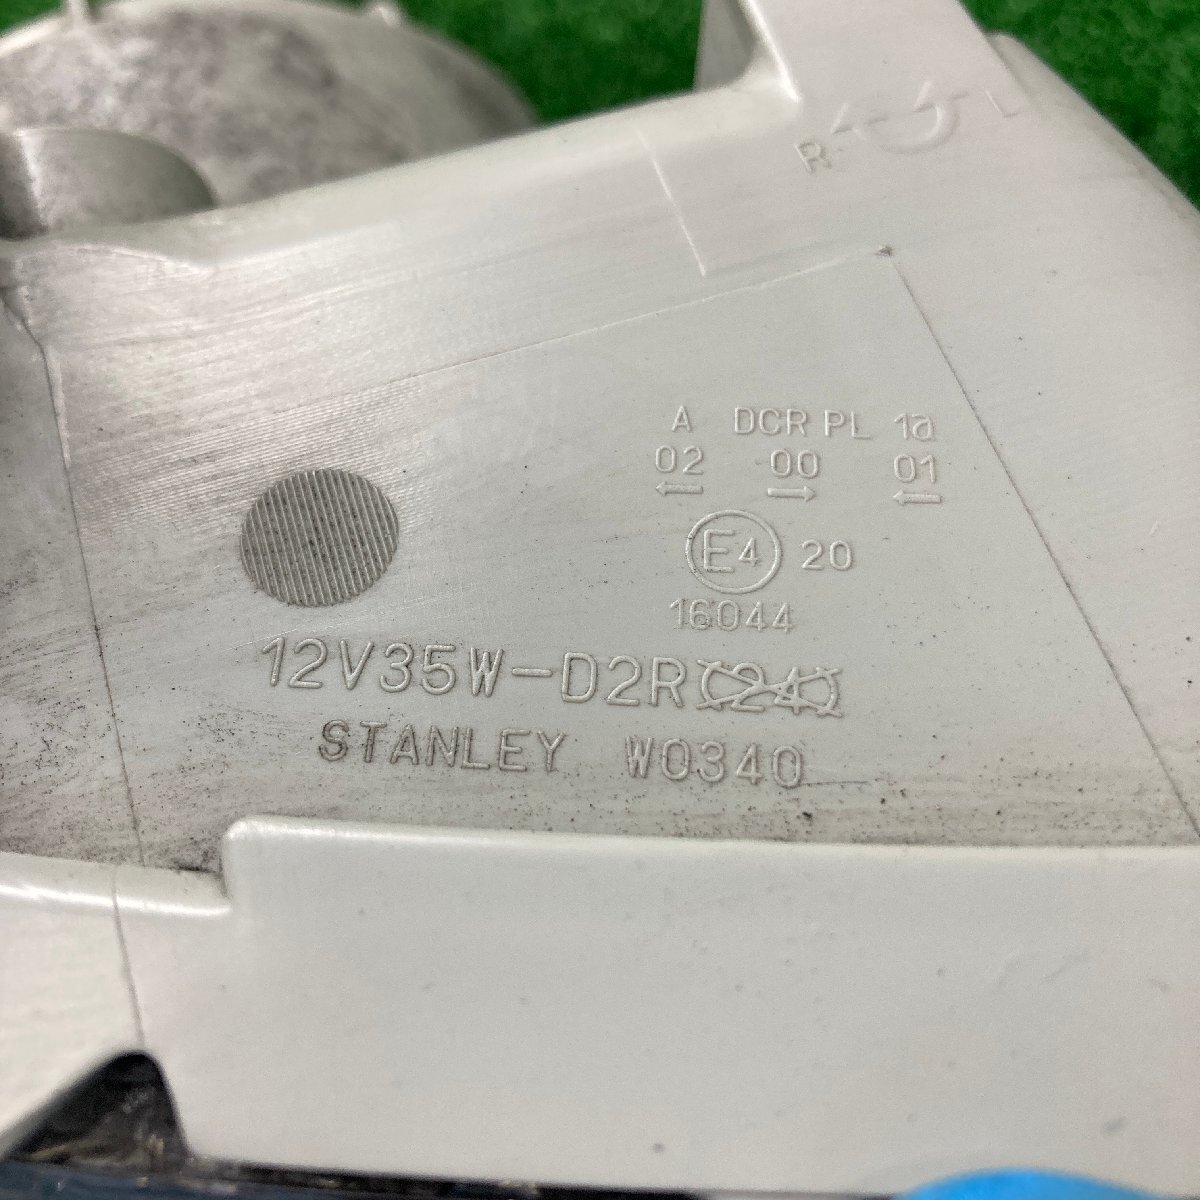 R L
A DCR PL 1a
02 00 01
← → ←
E4 20
16044
12V35W-D2R
STANLEY W0340